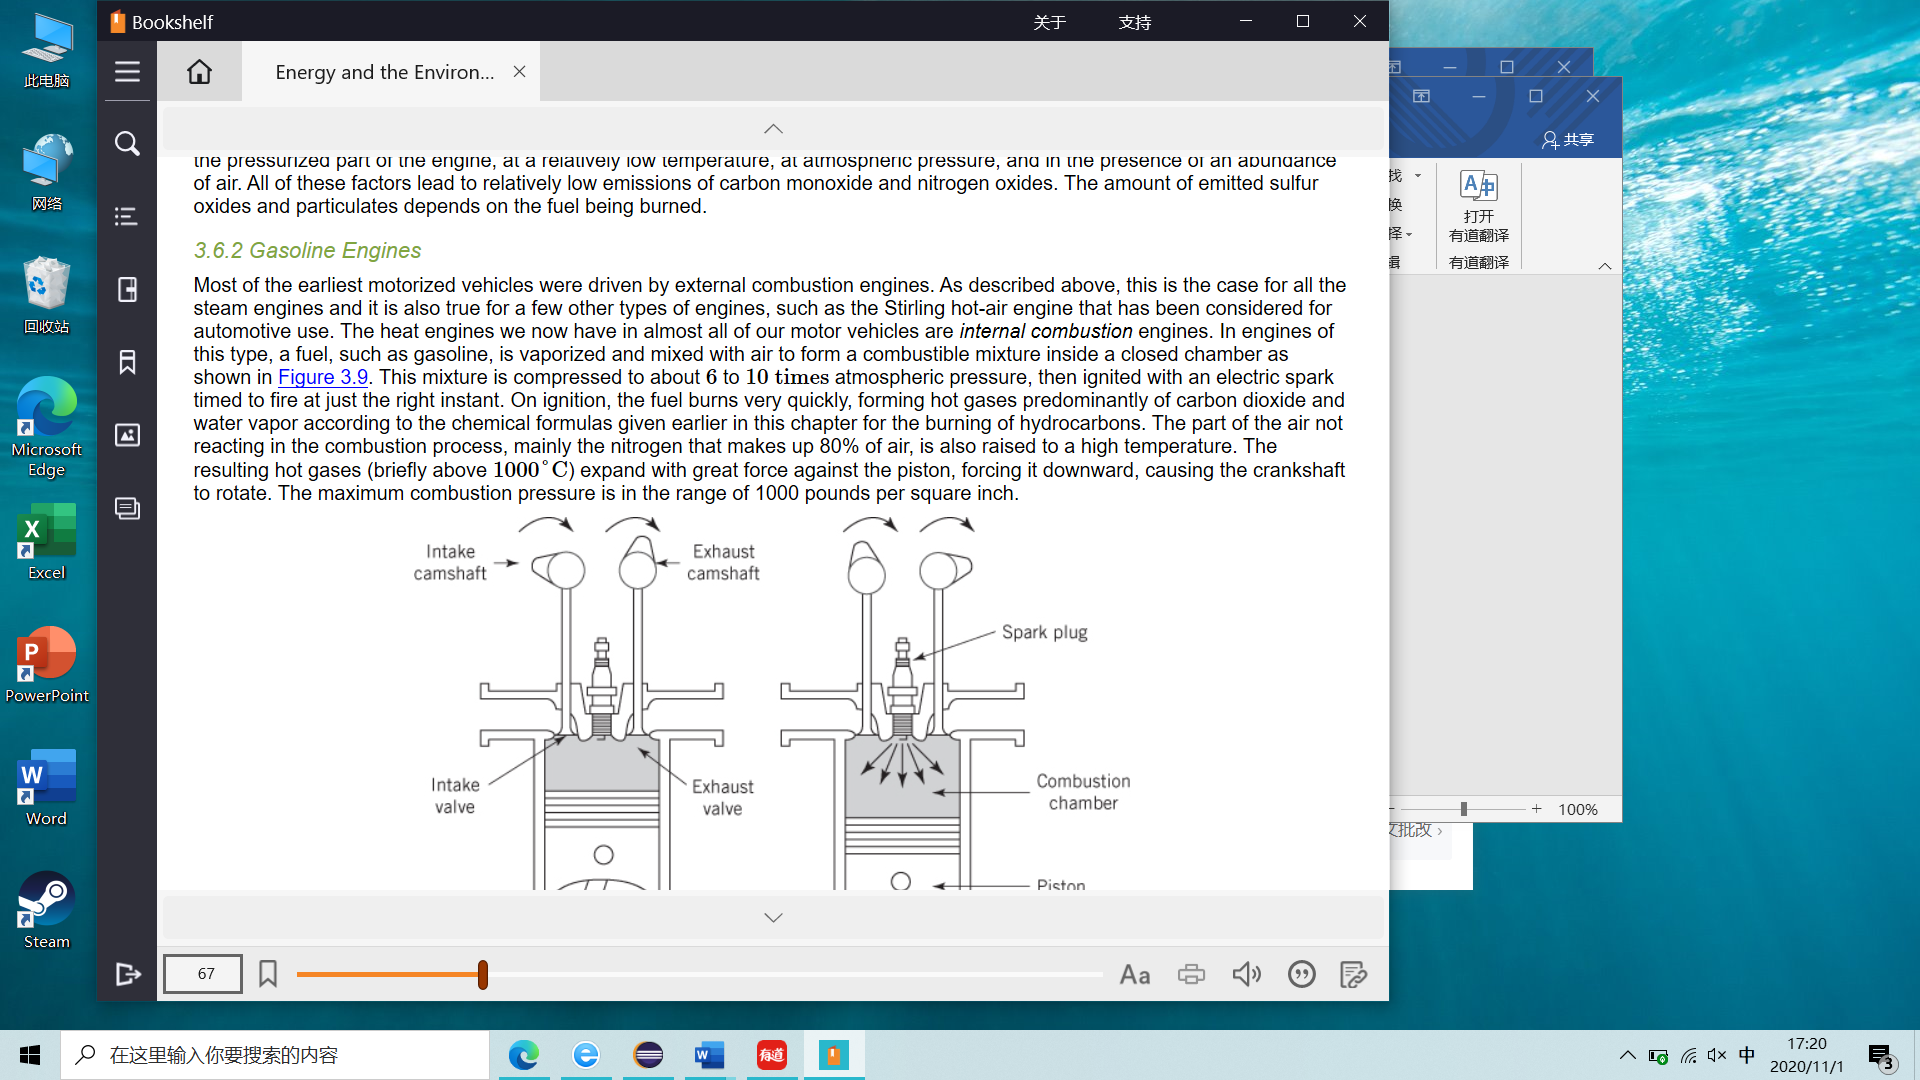 此电脑
网络
回收站
Microsoft
Edge
Excel
PowerPoint
Word
Steam
Bookshelf
关于
支持
Energy and the Environ...
the pressurized part of the engine, at a relatively low temperature, at atmospheric pressure, and in the presence of an abundance
of air. All of these factors lead to relatively low emissions of carbon monoxide and nitrogen oxides. The amount of emitted sulfur
oxides and particulates depends on the fuel being burned.
3.6.2 Gasoline Engines
Most of the earliest motorized vehicles were driven by external combustion engines. As described above, this is the case for all the
steam engines and it is also true for a few other types of engines, such as the Stirling hot-air engine that has been considered for
automotive use. The heat engines we now have in almost all of our motor vehicles are internal combustion engines. In engines of
this type, a fuel, such as gasoline, is vaporized and mixed with air to form a combustible mixture inside a closed chamber as
shown in Figure 3.9. This mixture is compressed to about 6 to 10 times atmospheric pressure, then ignited with an electric spark
timed to fire at just the right instant. On ignition, the fuel burns very quickly, forming hot gases predominantly of carbon dioxide and
water vapor according to the chemical formulas given earlier in this chapter for the burning of hydrocarbons. The part of the air not
reacting in the combustion process, mainly the nitrogen that makes up 80% of air, is also raised to a high temperature. The
resulting hot gases (briefly above 1000°C) expand with great force against the piston, forcing it downward, causing the crankshaft
to rotate. The maximum combustion pressure is in the range of 1000 pounds per square inch.
Intake
camshaft
Exhaust
camshaft
Spark plug
Intake
valve
Exhaust
valve
Combustion
chamber
Piston
67
Aa
共享
找
换
择
辑
打开
有道翻译
有道翻译
100%
文批改
在这里输入你要搜索的内容
有道
中
17:20
2020/11/1
3